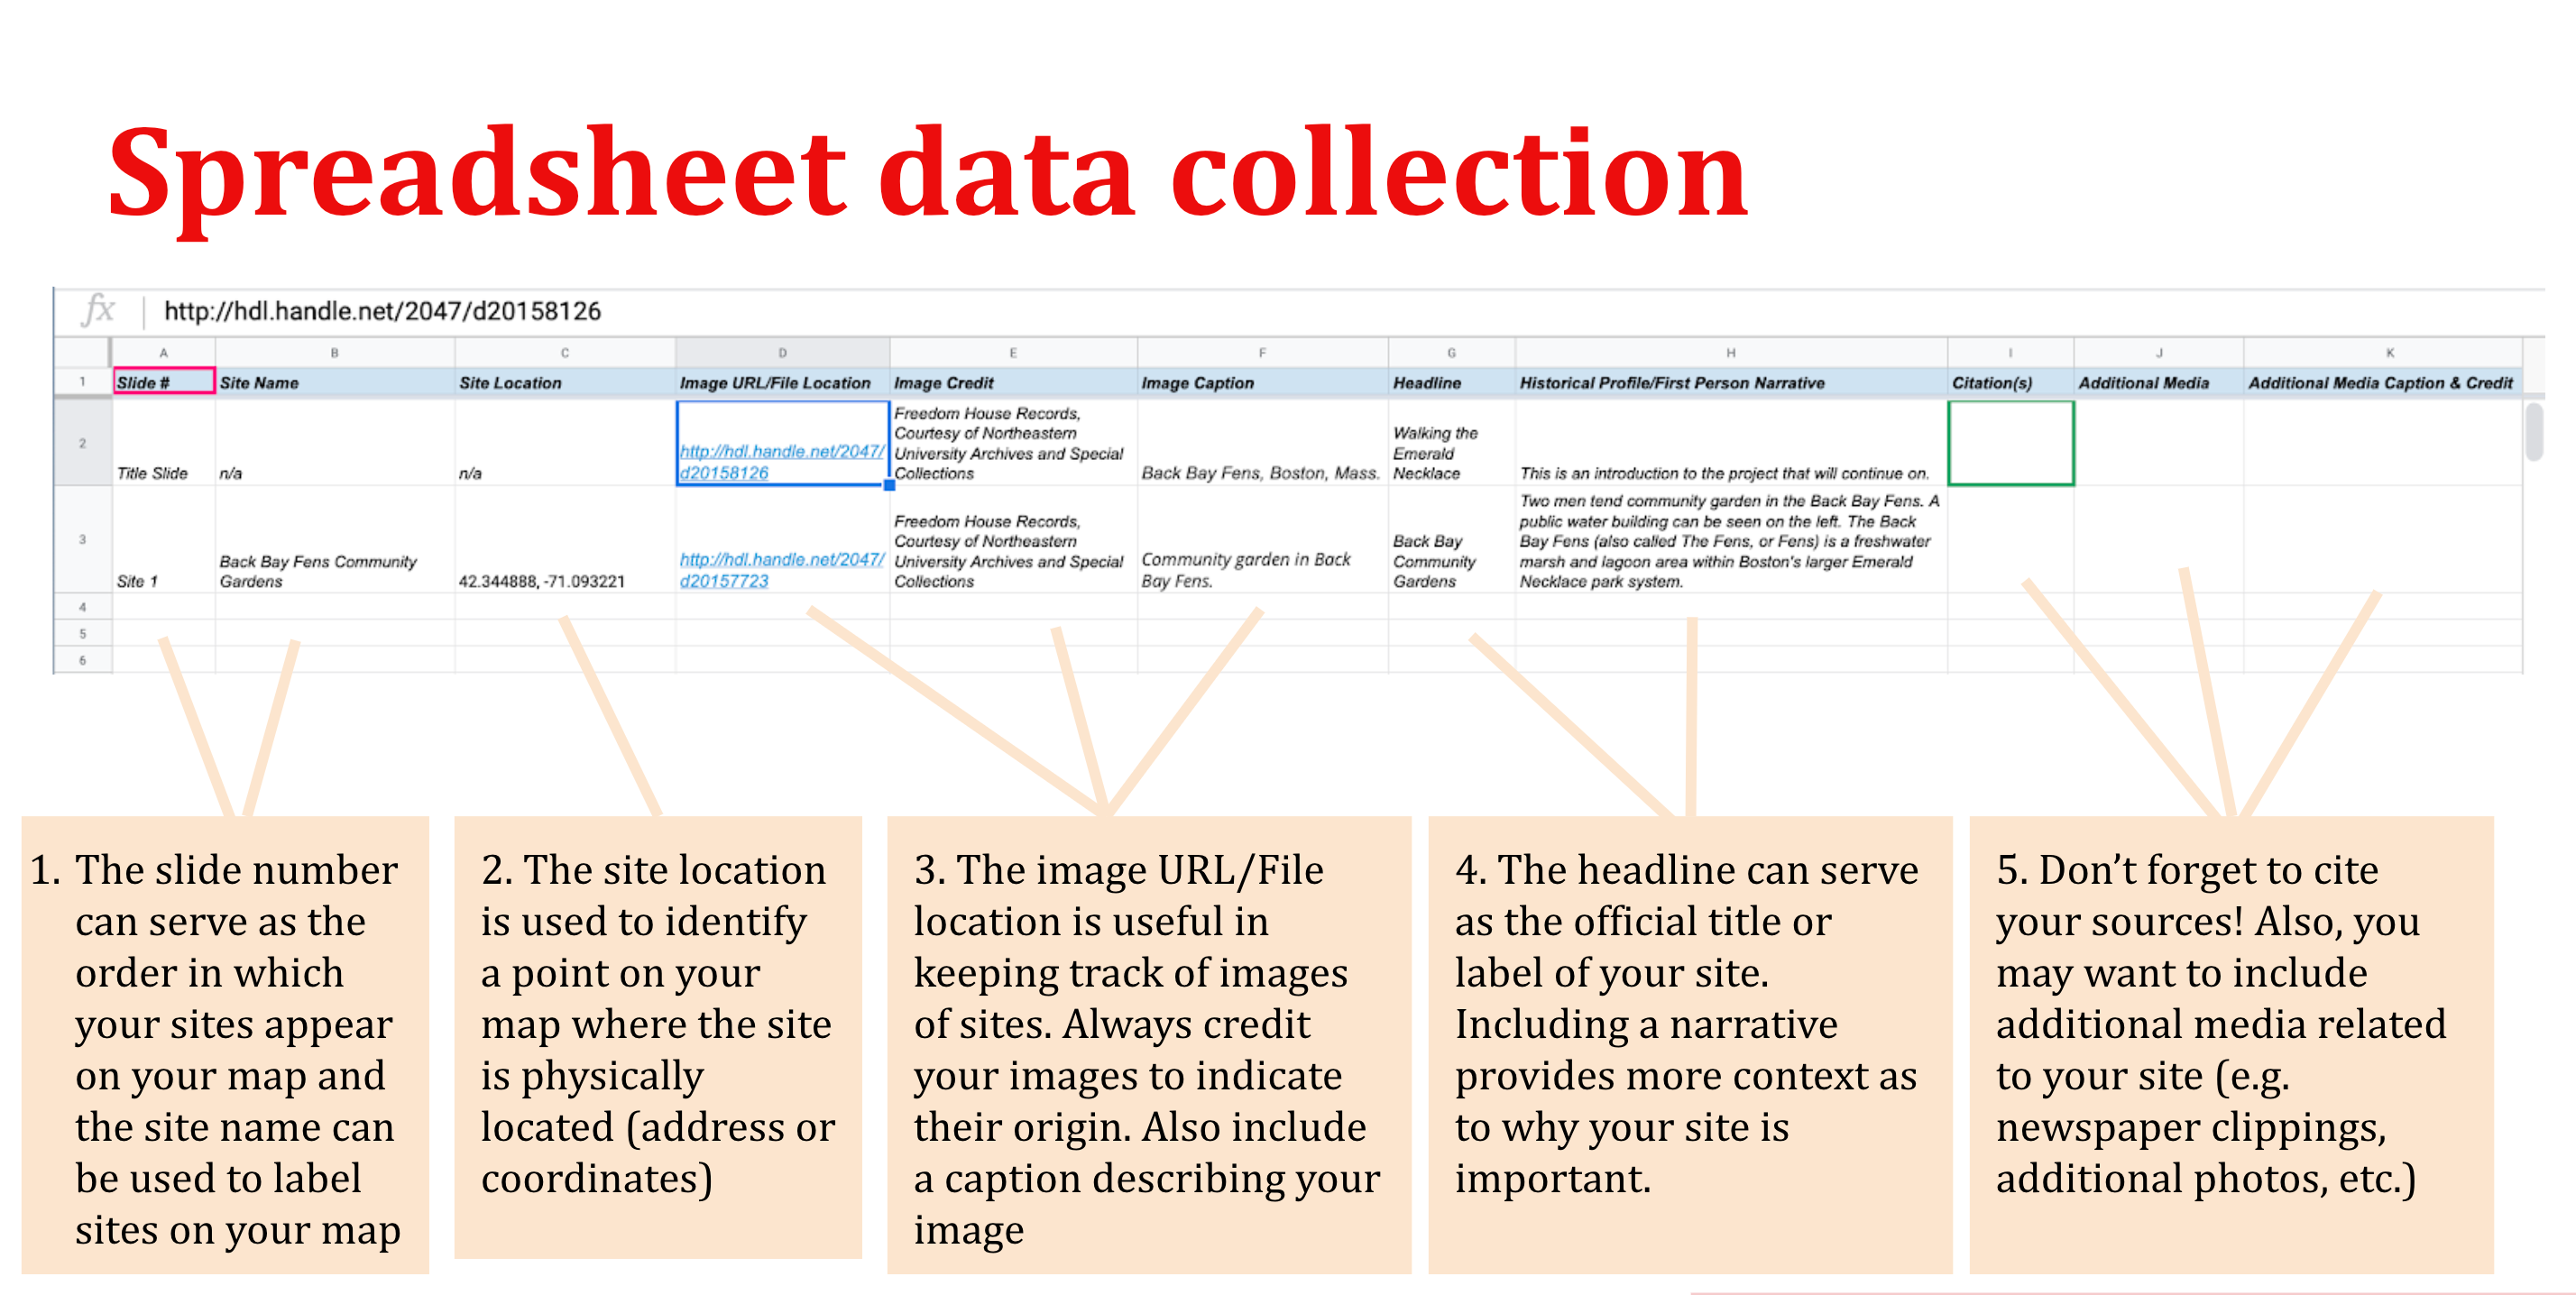 Spreadsheet data collection
fx http://hdl.handle.net/2047/d20158126
A B C D E F G H I J K
1 Slide # Site Name Site Location Image URL/File Location Image Credit Image Caption Headline Historical Profile/First Person Narrative Citation(s) Additional Media Additional Media Caption & Credit
2
Title Slide
n/a
n/a
http://hdl.handle.net/2047/
d20158126
Freedom House Records,
Courtesy of Northeastern
University Archives and Special
Collections
Back Bay Fens, Boston, Mass.
Walking the
Emerald
Necklace
This is an introduction to the project that will continue on.
3
Site 1
Back Bay Fens Community
Gardens
42.344888, -71.093221
http://hdl.handle.net/2047/
d20157723
Freedom House Records,
Courtesy of Northeastern
University Archives and Special
Collections
Community garden in Back
Bay Fens.
Back Bay
Community
Gardens
Two men tend community garden in the Back Bay Fens. A
public water building can be seen on the left. The Back
Bay Fens (also called The Fens, or Fens) is a freshwater
marsh and lagoon area within Boston's larger Emerald
Necklace park system.
4
5
6
1. The slide number
can serve as the
order in which
your sites appear
on your map and
the site name can
be used to label
sites on your map
2. The site location
is used to identify
a point on your
map where the site
is physically
located (address or
coordinates)
3. The image URL/File
location is useful in
keeping track of images
of sites. Always credit
your images to indicate
their origin. Also include
a caption describing your
image
4. The headline can serve
as the official title or
label of your site.
Including a narrative
provides more context as
to why your site is
important.
5. Don’t forget to cite
your sources! Also, you
may want to include
additional media related
to your site (e.g.
newspaper clippings,
additional photos, etc.)